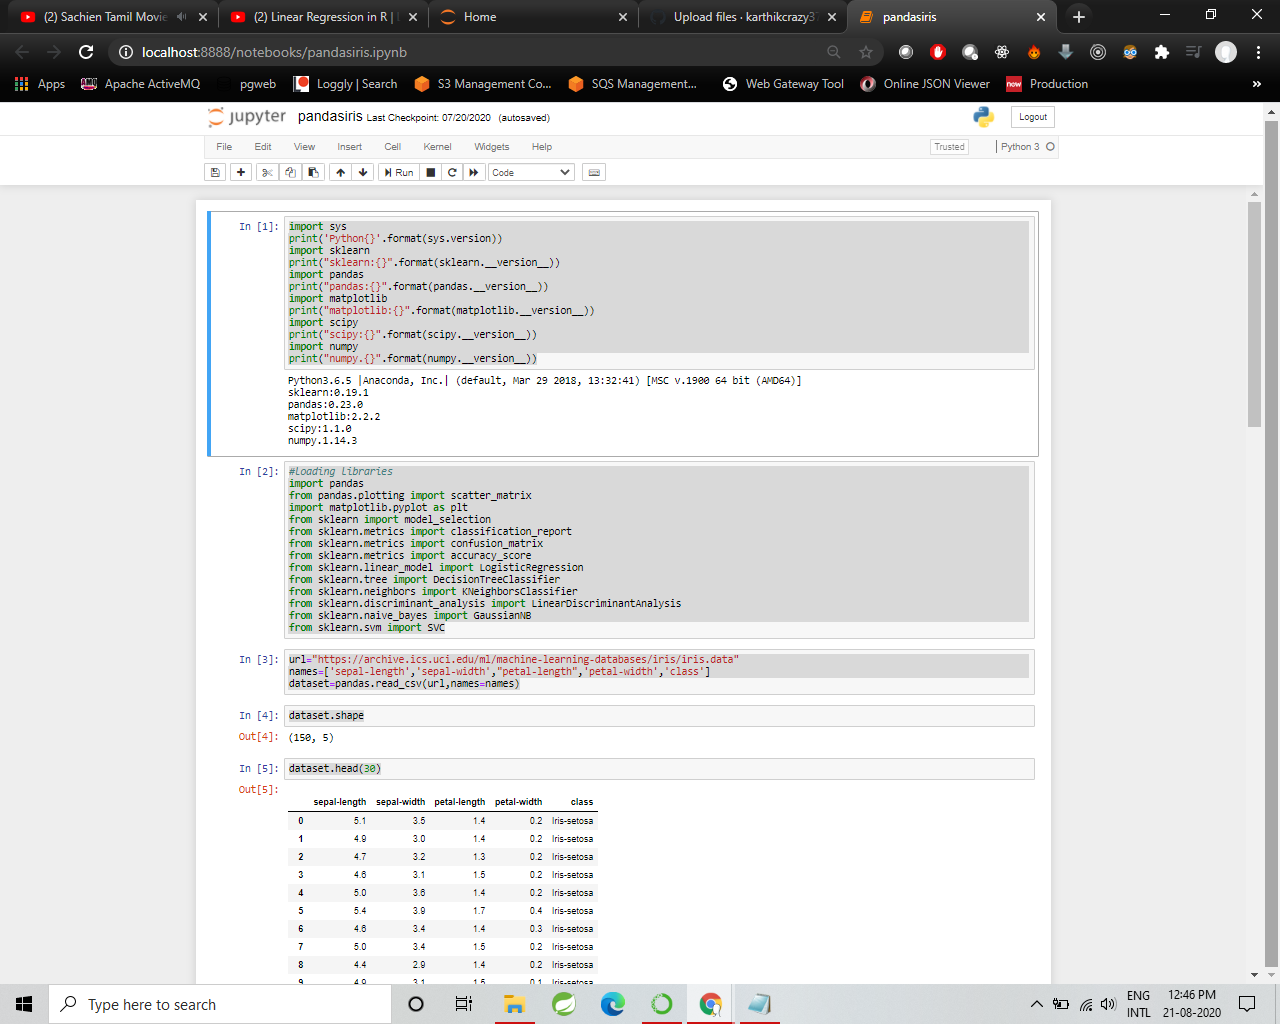 (2) Sachien Tamil Movie
(2) Linear Regression in R |
Home
Upload files · karthikcrazy3
pandasiris
localhost:8888/notebooks/pandasiris.ipynb
Apps
Apache ActiveMQ
pgweb
Loggly | Search
S3 Management Co...
SQS Management...
Web Gateway Tool
Online JSON Viewer
now
Production
»
jupyter pandasiris Last Checkpoint: 07/20/2020 (autosaved)
Logout
File Edit View Insert Cell Kernel Widgets Help
Trusted
Python 3
Run
Code
In [1]:
import sys
print('Python{}'.format(sys.version))
import sklearn
print("sklearn:{}".format(sklearn.__version__))
import pandas
print("pandas:{}".format(pandas.__version__))
import matplotlib
print("matplotlib:{}".format(matplotlib.__version__))
import scipy
print("scipy:{}".format(scipy.__version__))
import numpy
print("numpy.{}".format(numpy.__version__))
Python3.6.5 |Anaconda, Inc.| (default, Mar 29 2018, 13:32:41) [MSC v.1900 64 bit (AMD64)]
sklearn:0.19.1
pandas:0.23.0
matplotlib:2.2.2
scipy:1.1.0
numpy.1.14.3
In [2]:
#Loading Libraries
import pandas
from pandas.plotting import scatter_matrix
import matplotlib.pyplot as plt
from sklearn import model_selection
from sklearn.metrics import classification_report
from sklearn.metrics import confusion_matrix
from sklearn.metrics import accuracy_score
from sklearn.linear_model import LogisticRegression
from sklearn.tree import DecisionTreeClassifier
from sklearn.neighbors import KNeighborsClassifier
from sklearn.discriminant_analysis import LinearDiscriminantAnalysis
from sklearn.naive_bayes import GaussianNB
from sklearn.svm import SVC
In [3]:
url="https://archive.ics.uci.edu/ml/machine-learning-databases/iris/iris.data"
names=['sepal-length','sepal-width',"petal-length",'petal-width','class']
dataset=pandas.read_csv(url,names=names)
In [4]:
dataset.shape
Out[4]: (150, 5)
In [5]:
dataset.head(30)
Out[5]:
sepal-length sepal-width petal-length petal-width class
0 5.1 3.5 1.4 0.2 Iris-setosa
1 4.9 3.0 1.4 0.2 Iris-setosa
2 4.7 3.2 1.3 0.2 Iris-setosa
3 4.6 3.1 1.5 0.2 Iris-setosa
4 5.0 3.6 1.4 0.2 Iris-setosa
5 5.4 3.9 1.7 0.4 Iris-setosa
6 4.6 3.4 1.4 0.3 Iris-setosa
7 5.0 3.4 1.5 0.2 Iris-setosa
8 4.4 2.9 1.4 0.2 Iris-setosa
9 4.9 3.1 1.5 0.1 Iris-setosa
Type here to search
ENG
INTL
12:46 PM
21-08-2020